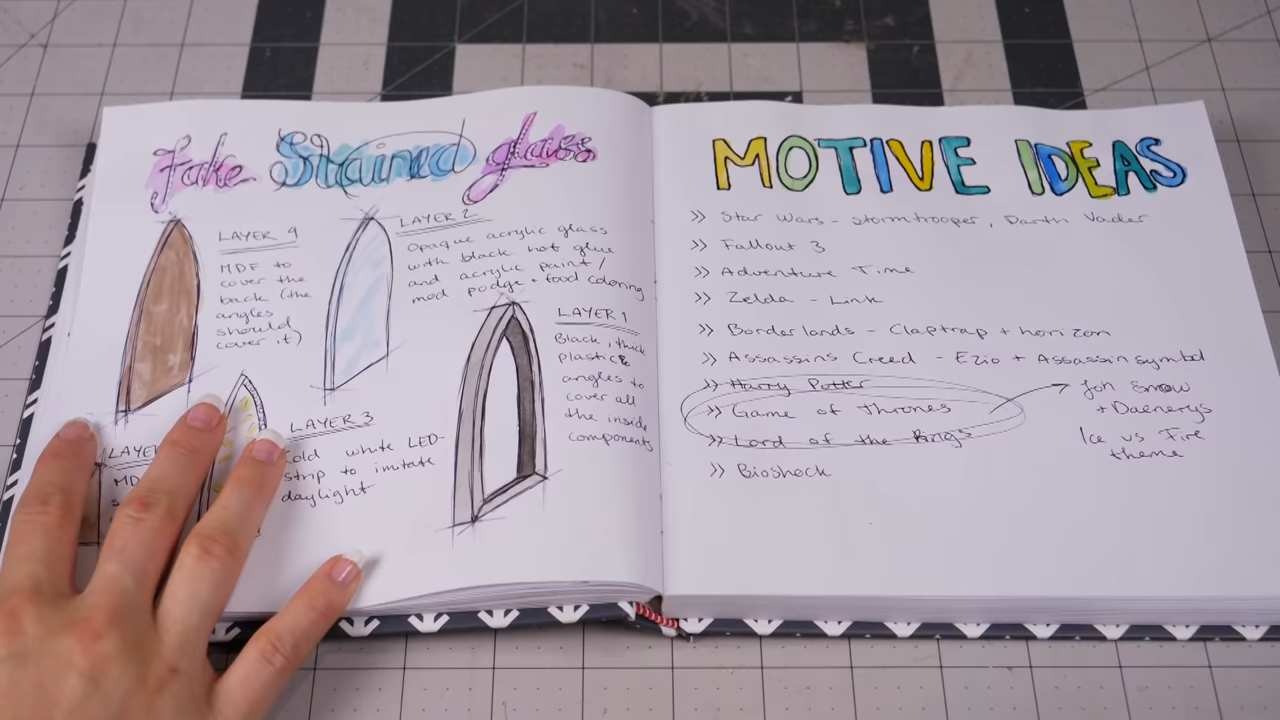 Fake Stained glass
LAYER 4
MDF to
cover the
back (the
angles
should
cover it)
LAYER 2
Opaque acrylic glass
with black hot glue
and acrylic paint /
mod podge + food coloring
LAYER 1
Black, thick
plastic
angles to
cover all
the inside
components
LAYER 3
Cold white LED-
strip to imitate
daylight
LAYER
MD
MOTIVE IDEAS
>> Star Wars - stormtrooper, Darth Vader
>> Fallout 3
>> Adventure Time
>> Zelda - Link
>> Borderlands - Claptrap + horizon
>> Assassins Creed - Ezio + Assassin symbol
>> Harry Potter
>> Game of thrones
>> Lord of the Rings
>> Bioshock
Joh Snow
+ Daenerys
Ice vs. Fire
theme